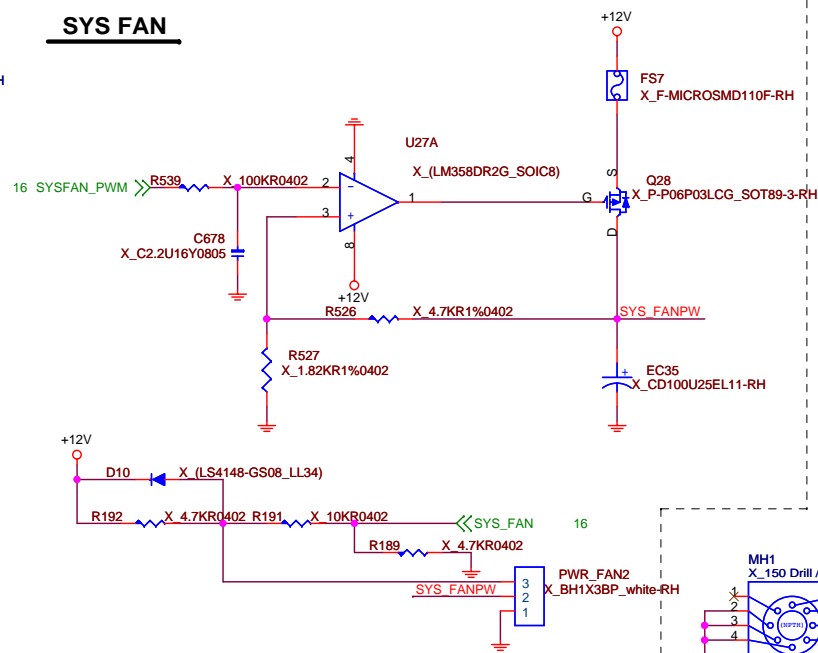 SYS FAN
+12V
H
FS7
X_F-MICROSMD110F-RH
U27A
X_(LM358DR2G_SOIC8)
4
S
Q28
X_P-P06P03LCG_SOT89-3-RH
16 SYSFAN_PWM
R539
X_100KR0402
2
1
G
3
C678
X_C2.2U16Y0805
8
D
+12V
R526
X_4.7KR1%0402
SYS_FANPW
R527
X_1.82KR1%0402
EC35
X_CD100U25EL11-RH
+12V
D10
X_(LS4148-GS08_LL34)
R192
X_4.7KR0402
R191
X_10KR0402
SYS_FAN
16
R189
X_4.7KR0402
PWR_FAN2
X_BH1X3BP_white-RH
SYS_FANPW
3
2
1
MH1
X_150 Drill /
1
2
3
4
(NPTH)